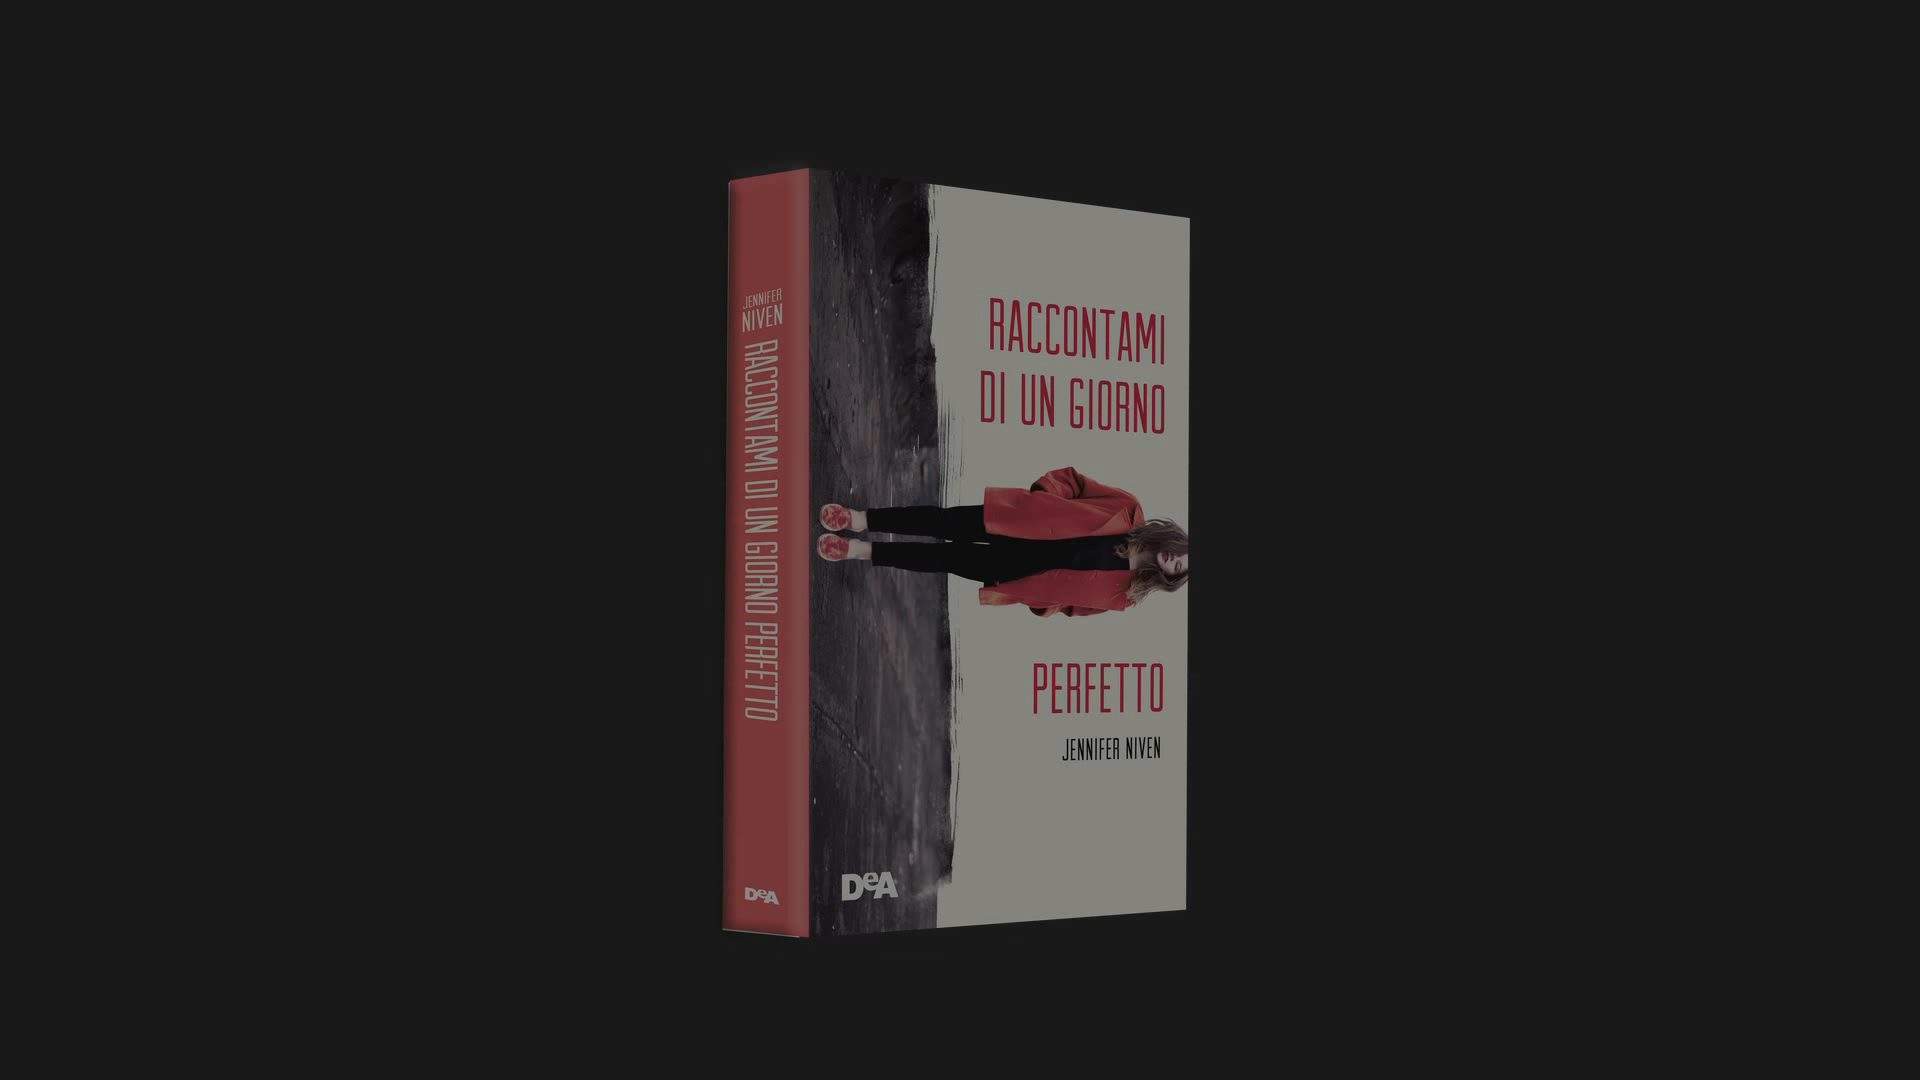 JENNIFER
NIVEN
RACCONTAMI DI UN GIORNO PERFETTO
DeA
RACCONTAMI
DI UN GIORNO
PERFETTO
JENNIFER NIVEN
DeA